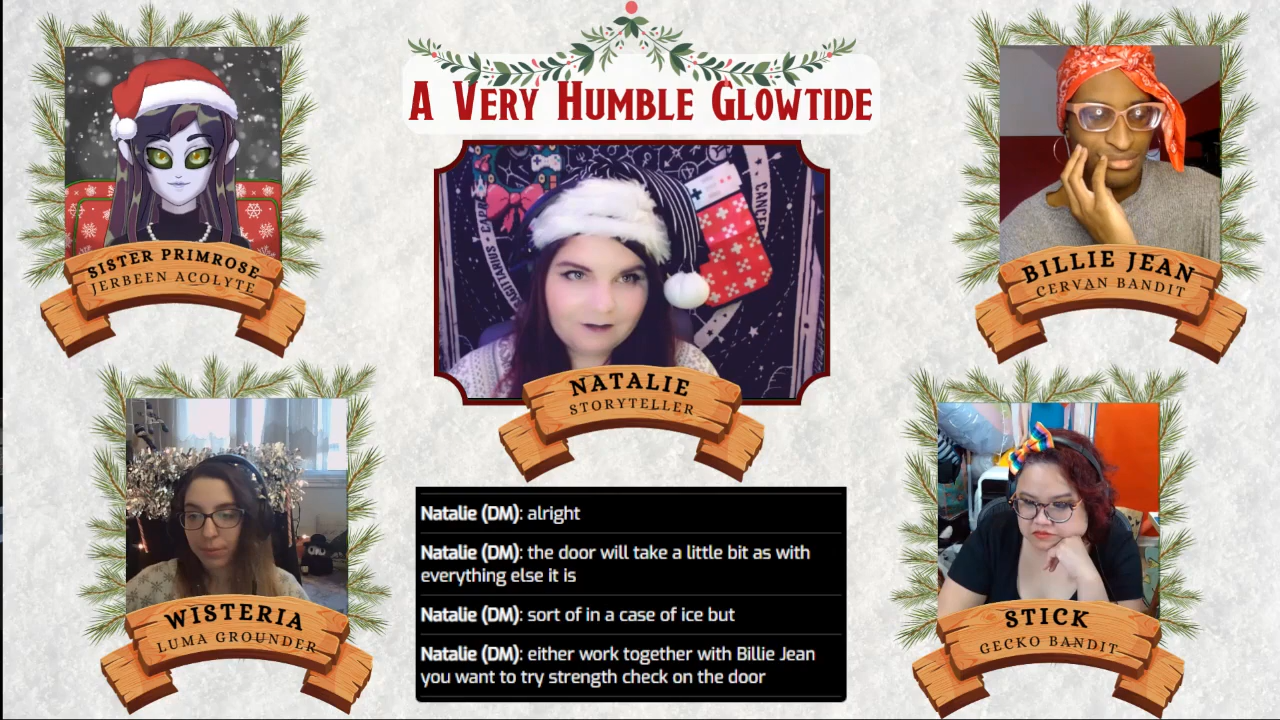 A VERY HUMBLE GLOWTIDE
SISTER PRIMROSE
JERBEEN ACOLYTE
BILLIE JEAN
CERVAN BANDIT
CAPR
SAGITTARIUS
CANCE
NATALIE
STORYTELLER
WISTERIA
LUMA GROUNDER
STICK
GECKO BANDIT
Natalie (DM): alright
Natalie (DM): the door will take a little bit as with
everything else it is
Natalie (DM): sort of in a case of ice but
Natalie (DM): either work together with Billie Jean
you want to try strength check on the door